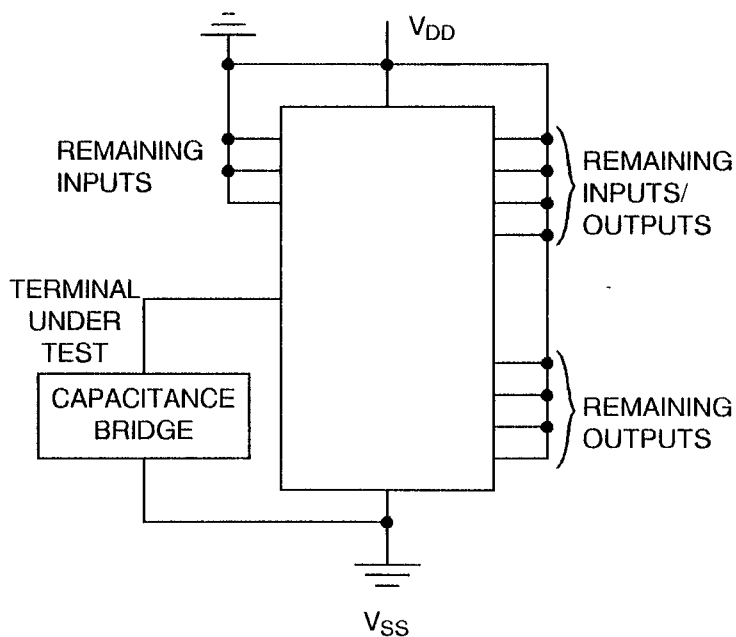 VDD
REMAINING
INPUTS
REMAINING
INPUTS/
OUTPUTS
TERMINAL
UNDER
TEST
CAPACITANCE
BRIDGE
REMAINING
OUTPUTS
VSS